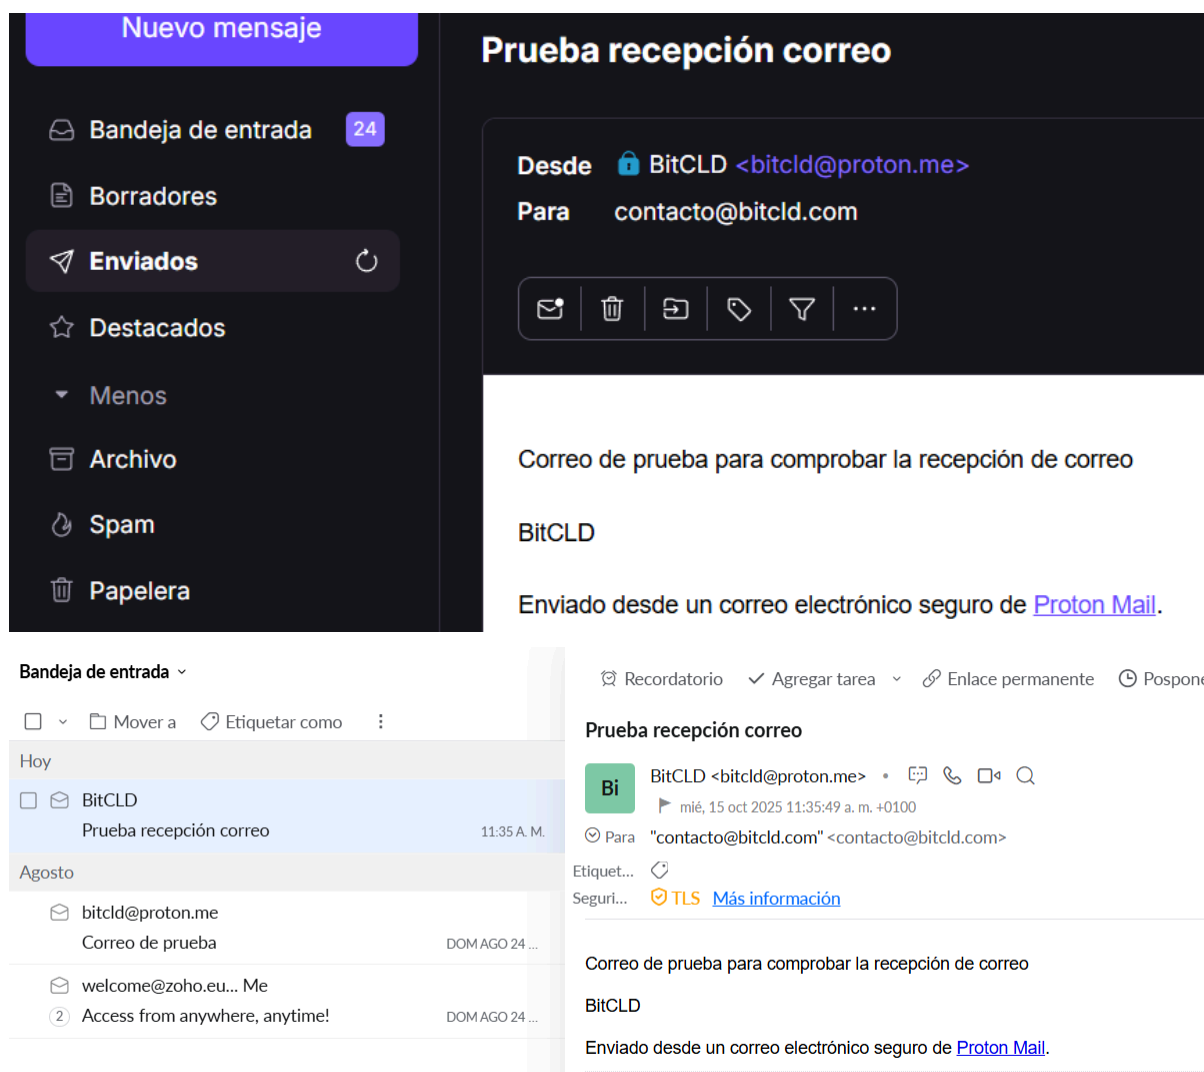 Nuevo mensaje
Bandeja de entrada 24
Borradores
Enviados
Destacados
Menos
Archivo
Spam
Papelera
Prueba recepción correo
Desde BitCLD <bitcld@proton.me>
Para contacto@bitcld.com
Correo de prueba para comprobar la recepción de correo
BitCLD
Enviado desde un correo electrónico seguro de Proton Mail.
Bandeja de entrada
Mover a Etiquetar como
Hoy
BitCLD
Prueba recepción correo 11:35 A. M.
Agosto
bitcld@proton.me
Correo de prueba DOM AGO 24 ...
welcome@zoho.eu... Me
2 Access from anywhere, anytime! DOM AGO 24 ...
Recordatorio Agregar tarea Enlace permanente Pospone
Prueba recepción correo
Bi
BitCLD <bitcld@proton.me>
mié, 15 oct 2025 11:35:49 a. m. +0100
Para "contacto@bitcld.com" <contacto@bitcld.com>
Etiquet...
Seguri... TLS Más información
Correo de prueba para comprobar la recepción de correo
BitCLD
Enviado desde un correo electrónico seguro de Proton Mail.